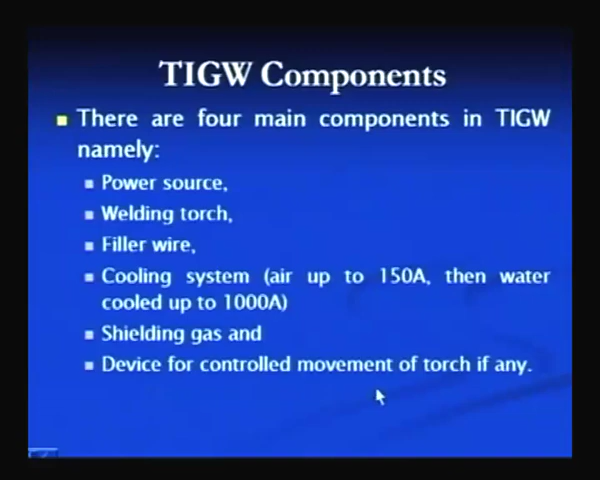 TIGW Components
There are four main components in TIGW
namely:
Power source,
Welding torch,
Filler wire,
Cooling system (air up to 150A, then water
cooled up to 1000A)
Shielding gas and
Device for controlled movement of torch if any.